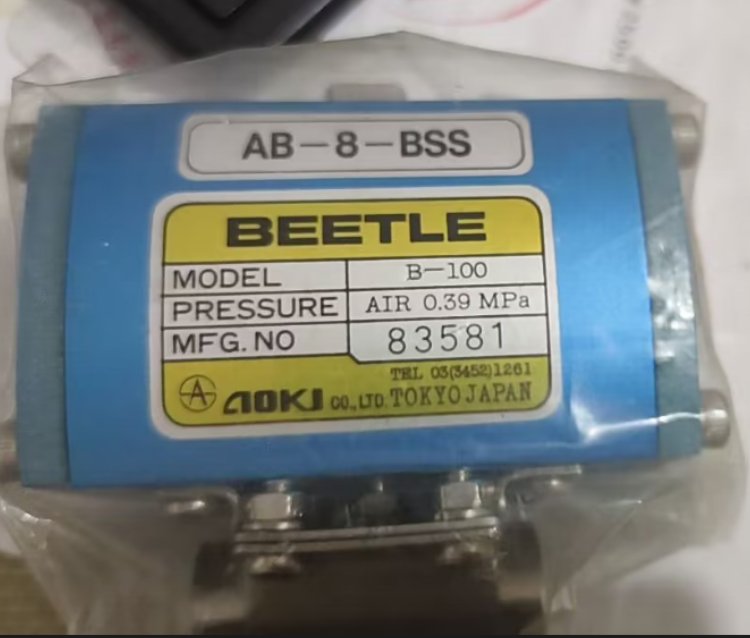 AB-8-BSS
BEETLE
MODEL B-100
PRESSURE AIR 0.39 MPa
MFG. NO 83581
TEL 03(3452)1261
AOKI CO., LTD. TOKYO JAPAN